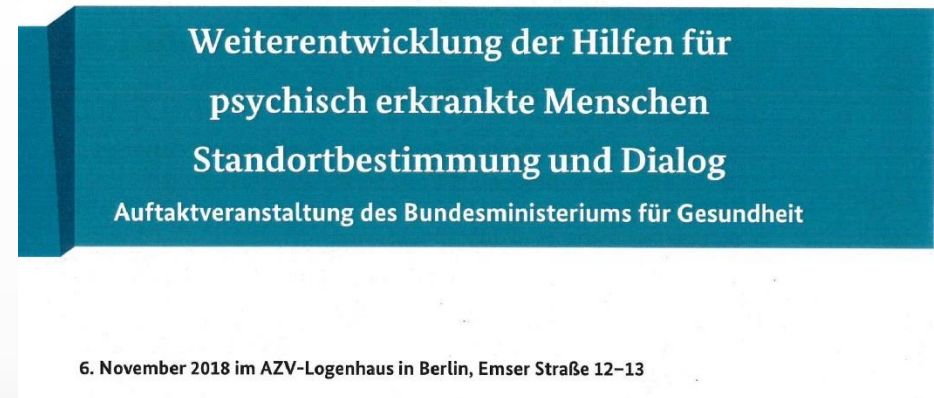 Weiterentwicklung der Hilfen für
psychisch erkrankte Menschen
Standortbestimmung und Dialog
Auftaktveranstaltung des Bundesministeriums für Gesundheit
6. November 2018 im AZV-Logenhaus in Berlin, Emser Straße 12–13